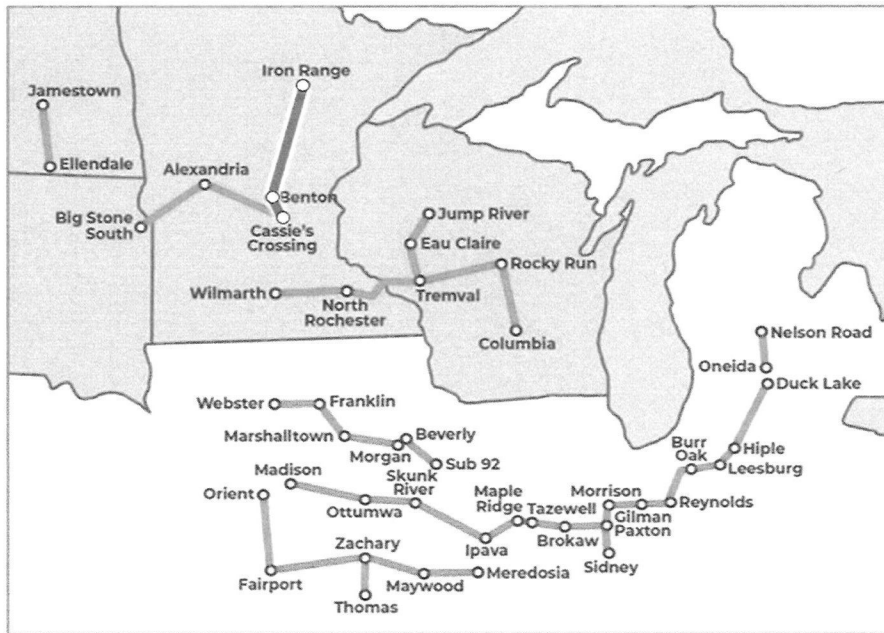 Iron Range
Jamestown
Ellendale
Alexandria
Benton
Big Stone
South
Cassie's
Crossing
Jump River
Eau Claire
Rocky Run
Wilmarth
North
Rochester
Tremval
Columbia
Nelson Road
Oneida
Duck Lake
Webster
Franklin
Marshalltown
Beverly
Morgan
Sub 92
Skunk
River
Burr
Oak
Hiple
Leesburg
Madison
Orient
Ottumwa
Maple
Ridge
Tazewell
Morrison
Reynolds
Gilman
Paxton
Ipava
Brokaw
Sidney
Zachary
Fairport
Maywood
Meredosia
Thomas